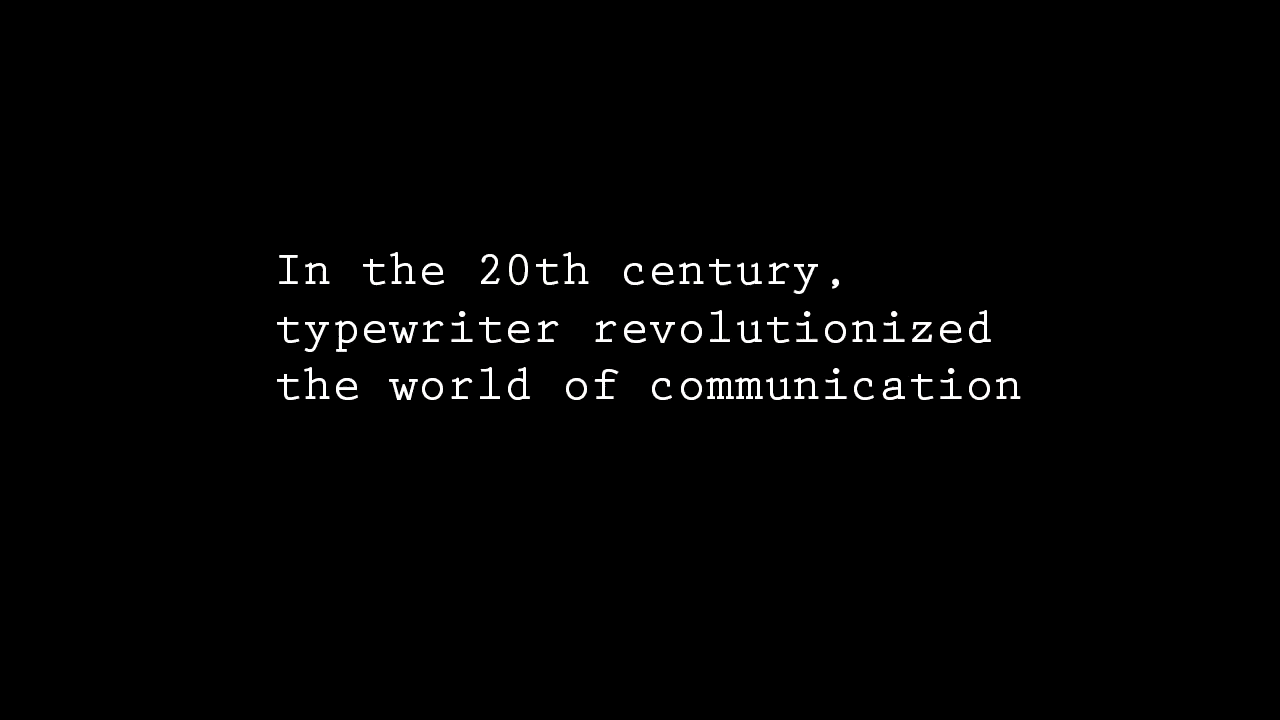 In the 20th century,
typewriter revolutionized
the world of communication